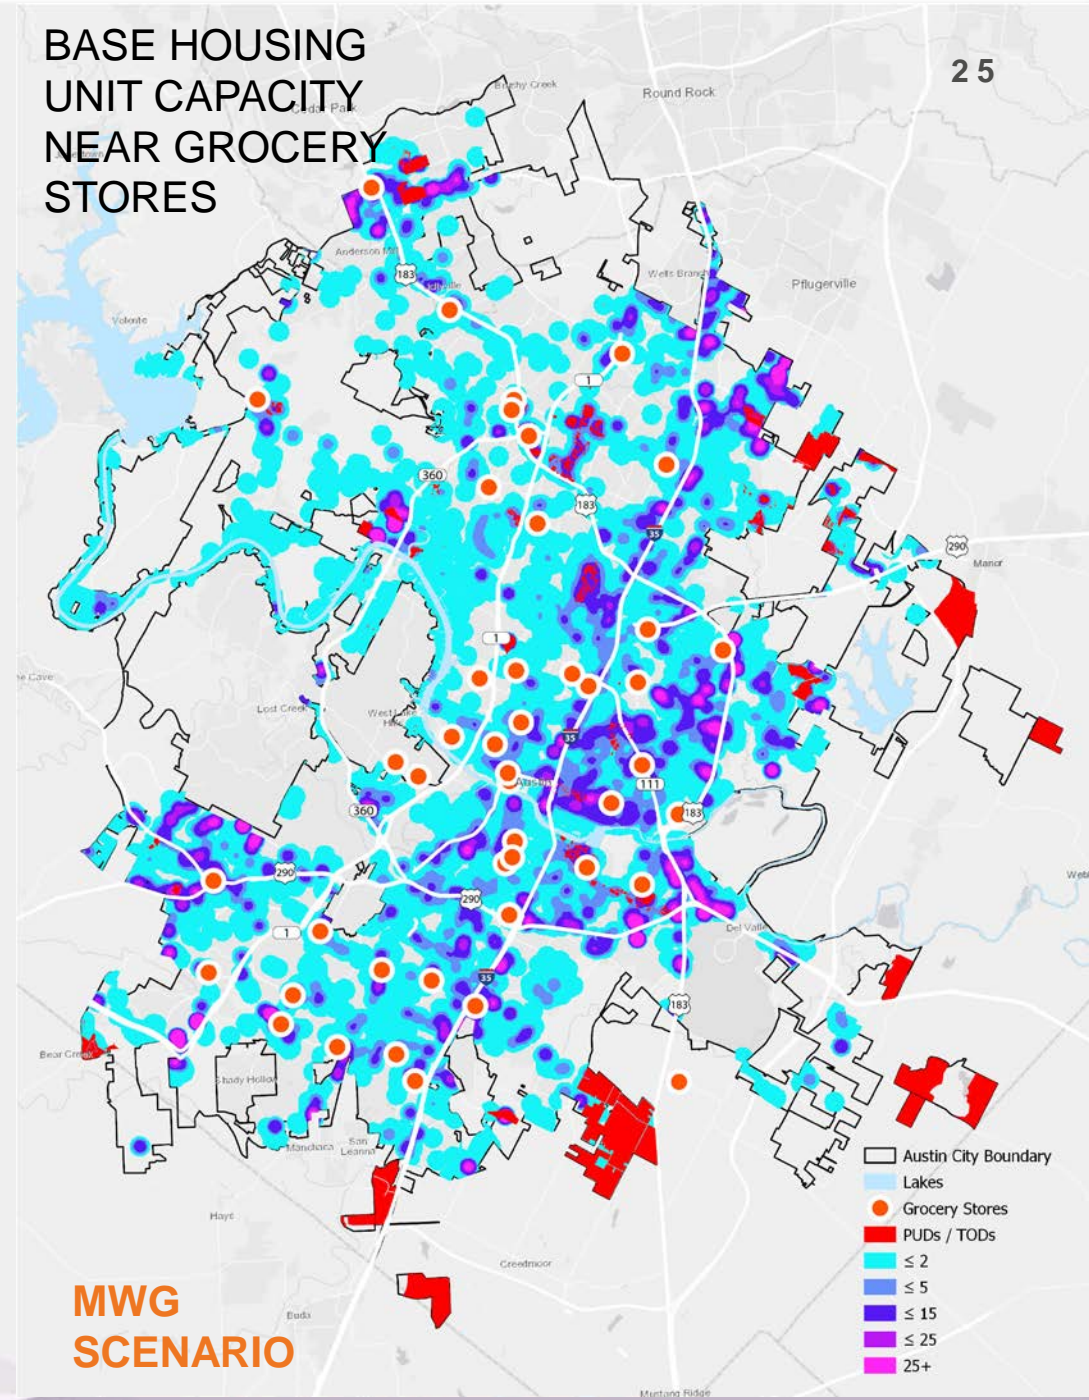 BASE HOUSING
UNIT CAPACITY
NEAR GROCERY
STORES
25
Brushy Creek
Round Rock
Cedar Park
Anderson Mill
183
Wells Branch
Pflugerville
Volente
1
360
183
35
290
Manor
1
Lost Creek
West Lake
Hills
35
Austin
111
360
183
290
290
1
Del Valle
35
183
Bear Creek
Shady Hollow
Manchaca
San
Leanna
Hays
Creedmoor
Buda
Mustang Ridge
Austin City Boundary
Lakes
Grocery Stores
PUDs / TODs
≤ 2
≤ 5
≤ 15
≤ 25
25+
MWG
SCENARIO